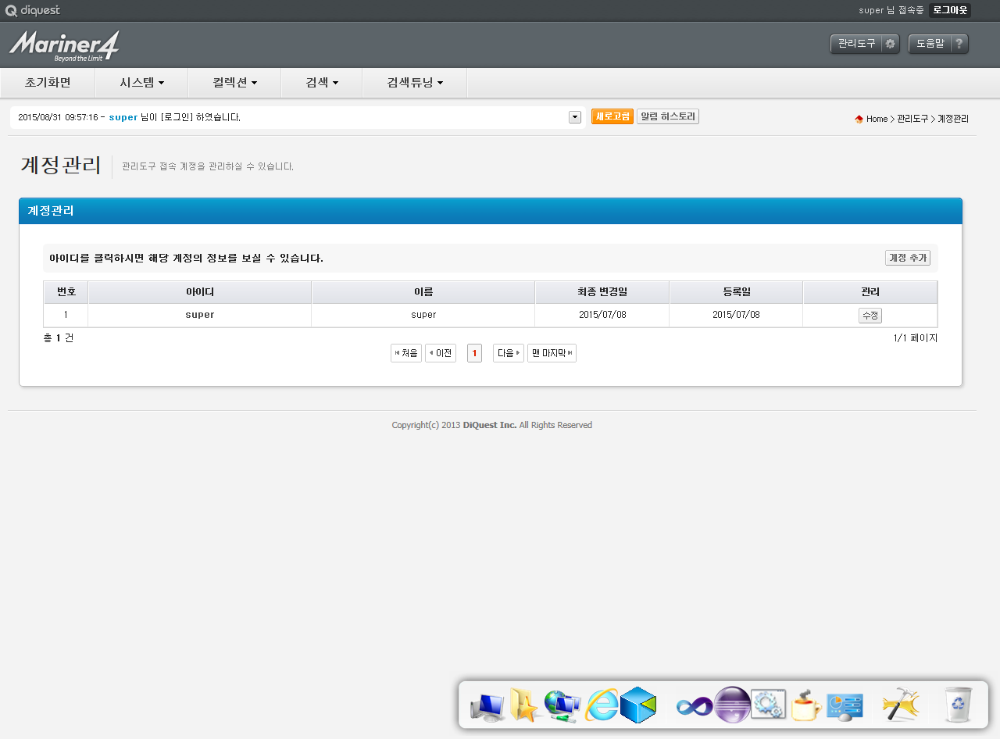 diquest
super 님 접속중 로그아웃
Mariner4
Beyond the Limit
관리도구 도움말 ?
초기화면 시스템 컬렉션 검색 검색튜닝
2015/08/31 09:57:16 - super 님이 [로그인] 하였습니다.
새로고침 알림 히스토리
Home > 관리도구 > 계정관리
계정관리 관리도구 접속 계정을 관리하실 수 있습니다.
계정관리
아이디를 클릭하시면 해당 계정의 정보를 보실 수 있습니다. 계정 추가
번호 아이디 이름 최종 변경일 등록일 관리
1 super super 2015/07/08 2015/07/08 수정
총 1 건 1/1 페이지
처음 이전 1 다음 맨 마지막
Copyright(c) 2013 DiQuest Inc. All Rights Reserved